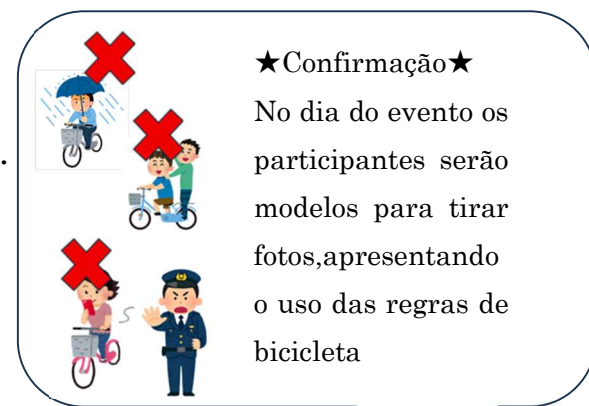 ★Confirmação★
No dia do evento os
participantes serão
modelos para tirar
fotos,apresentando
o uso das regras de
bicicleta